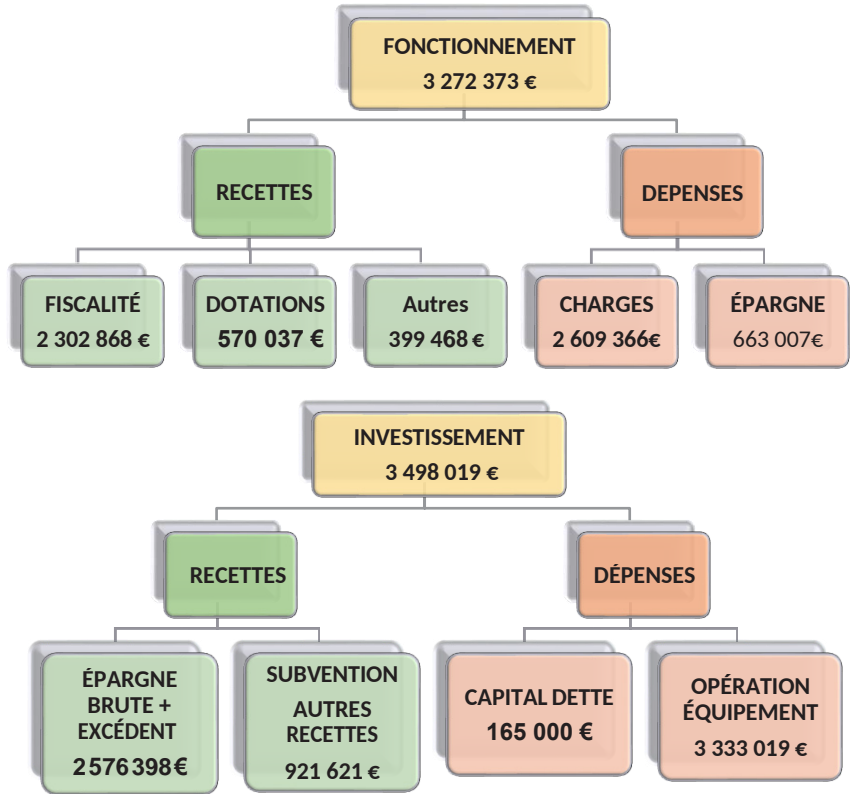 FONCTIONNEMENT
3 272 373 €
RECETTES
DEPENSES
FISCALITÉ
2 302 868 €
DOTATIONS
570 037 €
Autres
399 468 €
CHARGES
2 609 366€
ÉPARGNE
663 007€
INVESTISSEMENT
3 498 019 €
RECETTES
DÉPENSES
ÉPARGNE
BRUTE +
EXCÉDENT
2 576 398 €
SUBVENTION
AUTRES
RECETTES
921 621 €
CAPITAL DETTE
165 000 €
OPÉRATION
ÉQUIPEMENT
3 333 019 €